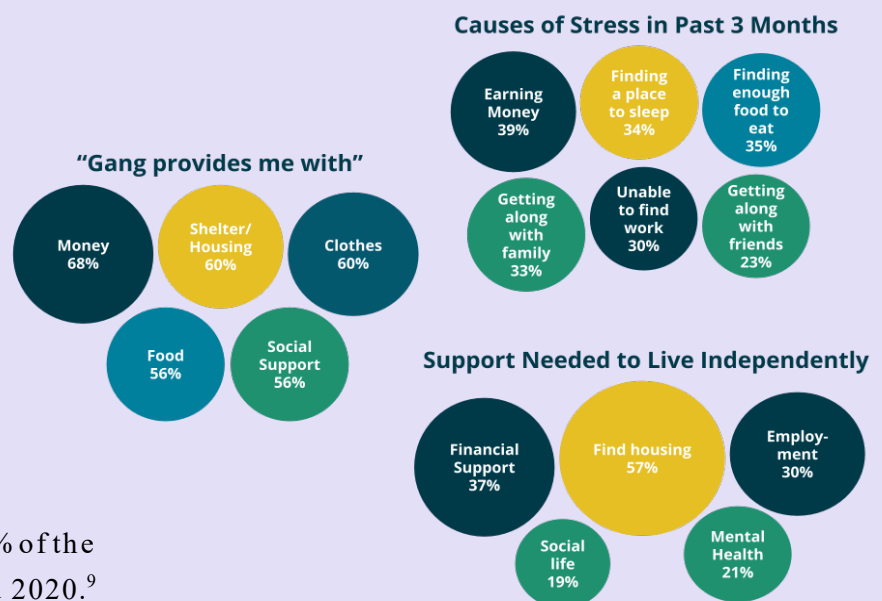 Causes of Stress in Past 3 Months
Earning
Money
39%
Finding
a place
to sleep
34%
Finding
enough
food to
eat
35%
Getting
along
with
family
33%
Unable
to find
work
30%
Getting
along
with
friends
23%
“Gang provides me with”
Money
68%
Shelter/
Housing
60%
Clothes
60%
Food
56%
Social
Support
56%
Support Needed to Live Independently
Financial
Support
37%
Find housing
57%
Employ-
ment
30%
Social
life
19%
Mental
Health
21%
% of the
2020.⁹